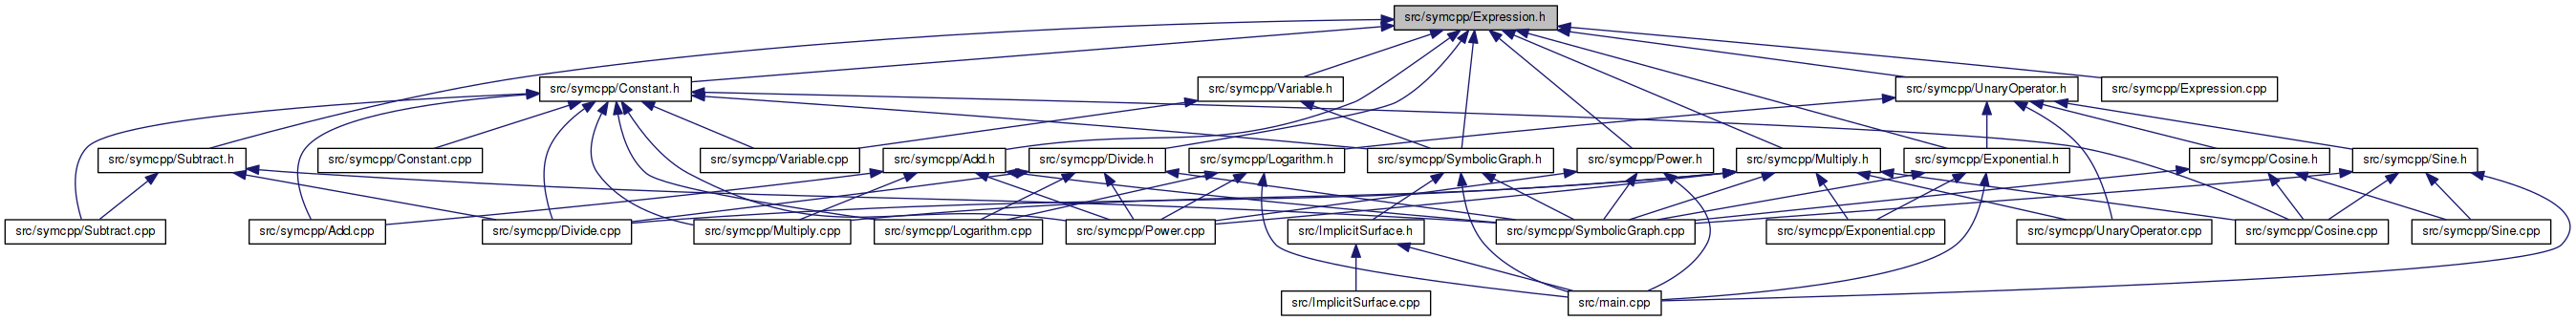 src/symcpp/Expression.h
src/symcpp/Constant.h
src/symcpp/Variable.h
src/symcpp/UnaryOperator.h
src/symcpp/Expression.cpp
src/symcpp/Subtract.h
src/symcpp/Constant.cpp
src/symcpp/Variable.cpp
src/symcpp/Add.h
src/symcpp/Divide.h
src/symcpp/Logarithm.h
src/symcpp/SymbolicGraph.h
src/symcpp/Power.h
src/symcpp/Multiply.h
src/symcpp/Exponential.h
src/symcpp/Cosine.h
src/symcpp/Sine.h
src/symcpp/Subtract.cpp
src/symcpp/Add.cpp
src/symcpp/Divide.cpp
src/symcpp/Multiply.cpp
src/symcpp/Logarithm.cpp
src/symcpp/Power.cpp
src/ImplicitSurface.h
src/symcpp/SymbolicGraph.cpp
src/symcpp/Exponential.cpp
src/symcpp/UnaryOperator.cpp
src/symcpp/Cosine.cpp
src/symcpp/Sine.cpp
src/ImplicitSurface.cpp
src/main.cpp